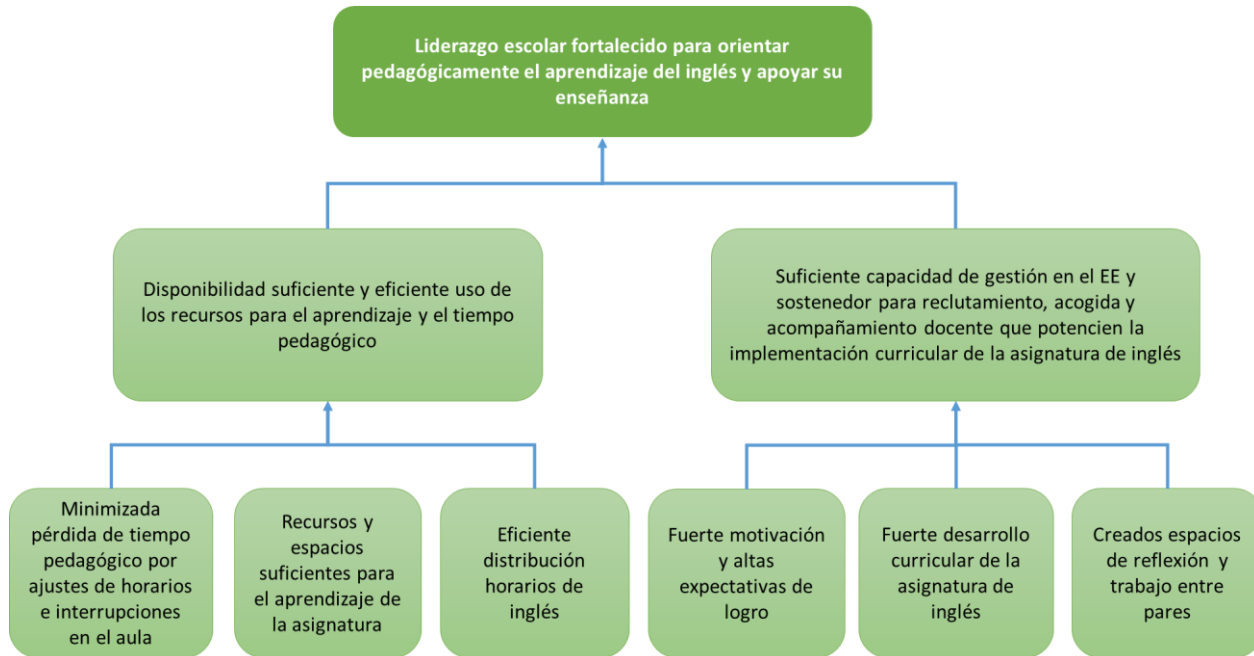 Liderazgo escolar fortalecido para orientar
pedagógicamente el aprendizaje del inglés y apoyar su
enseñanza
Disponibilidad suficiente y eficiente uso de
los recursos para el aprendizaje y el tiempo
pedagógico
Suficiente capacidad de gestión en el EE y
sostenedor para reclutamiento, acogida y
acompañamiento docente que potencien la
implementación curricular de la asignatura de inglés
Minimizada
pérdida de tiempo
pedagógico por
ajustes de horarios
e interrupciones
en el aula
Recursos y
espacios
suficientes para
el aprendizaje de
la asignatura
Eficiente
distribución
horarios de
inglés
Fuerte motivación
y altas
expectativas de
logro
Fuerte desarrollo
curricular de la
asignatura de
inglés
Creados espacios
de reflexión y
trabajo entre
pares